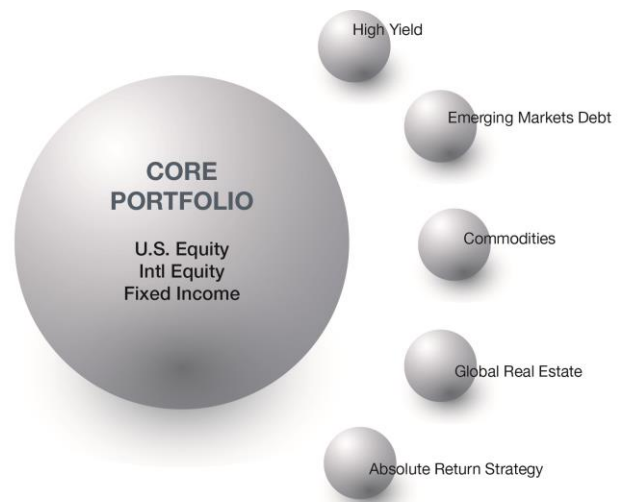 High Yield
Emerging Markets Debt
CORE
PORTFOLIO
U.S. Equity
Intl Equity
Fixed Income
Commodities
Global Real Estate
Absolute Return Strategy